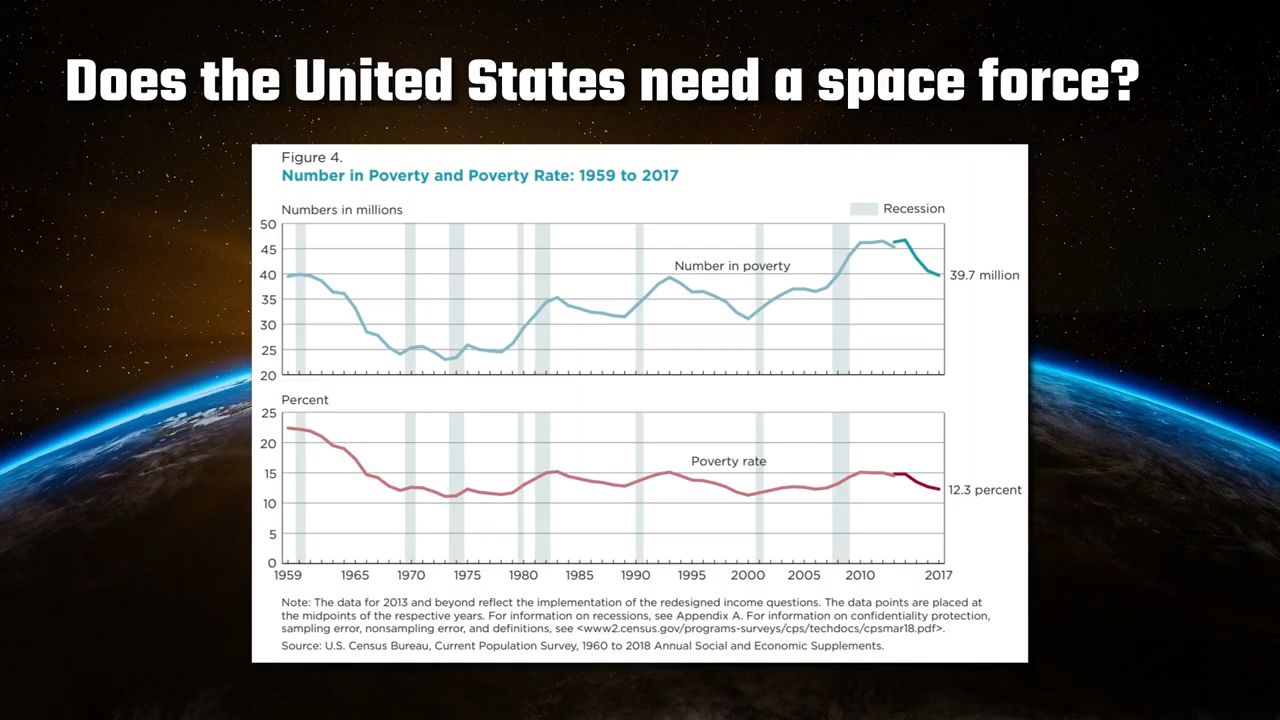 Does the United States need a space force?
Figure 4.
Number in Poverty and Poverty Rate: 1959 to 2017
Numbers in millions
Recession
50
45
40
35
30
25
20
Number in poverty
39.7 million
Percent
25
20
15
10
5
0
Poverty rate
12.3 percent
1959 1965 1970 1975 1980 1985 1990 1995 2000 2005 2010 2017
Note: The data for 2013 and beyond reflect the implementation of the redesigned income questions. The data points are placed at
the midpoints of the respective years. For information on recessions, see Appendix A. For information on confidentiality protection,
sampling error, nonsampling error, and definitions, see <www2.census.gov/programs-surveys/cps/techdocs/cpsmar18.pdf>.
Source: U.S. Census Bureau, Current Population Survey, 1960 to 2018 Annual Social and Economic Supplements.